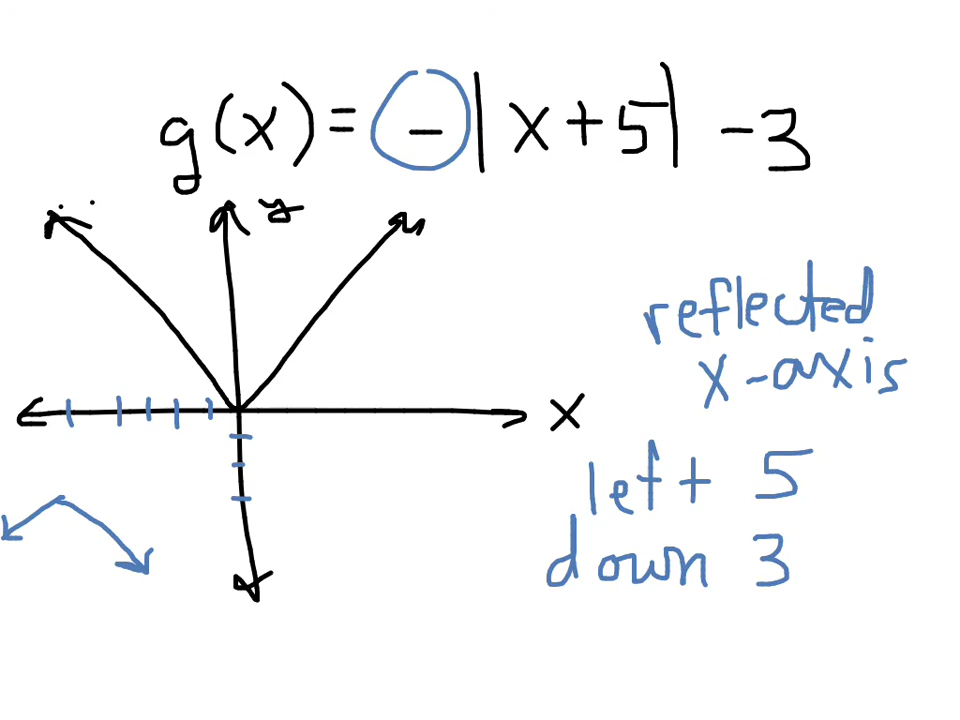 g(x) = -|x+5| -3
y
reflected
x-axis
x
left 5
down 3